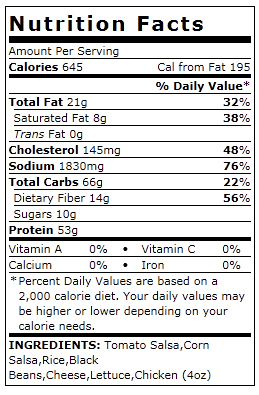 Nutrition Facts
Amount Per Serving
Calories 645 Cal from Fat 195
% Daily Value*
Total Fat 21g 32%
Saturated Fat 8g 38%
Trans Fat 0g
Cholesterol 145mg 48%
Sodium 1830mg 76%
Total Carbs 66g 22%
Dietary Fiber 14g 56%
Sugars 10g
Protein 53g
Vitamin A 0% • Vitamin C 0%
Calcium 0% • Iron 0%
*Percent Daily Values are based on a
2,000 calorie diet. Your daily values may
be higher or lower depending on your
calorie needs.
INGREDIENTS: Tomato Salsa,Corn
Salsa,Rice,Black
Beans,Cheese,Lettuce,Chicken (4oz)